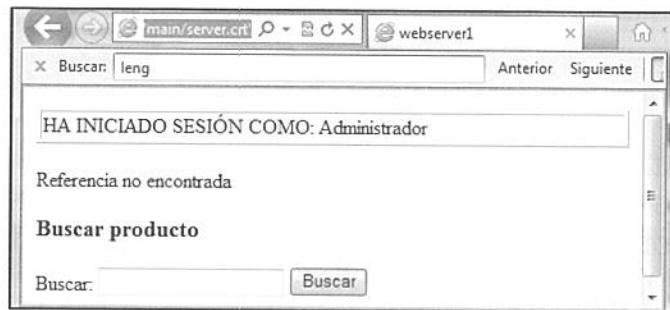 main/server.crt
webserver1
Buscar: leng
Anterior Siguiente
HA INICIADO SESIÓN COMO: Administrador
Referencia no encontrada
Buscar producto
Buscar:
Buscar